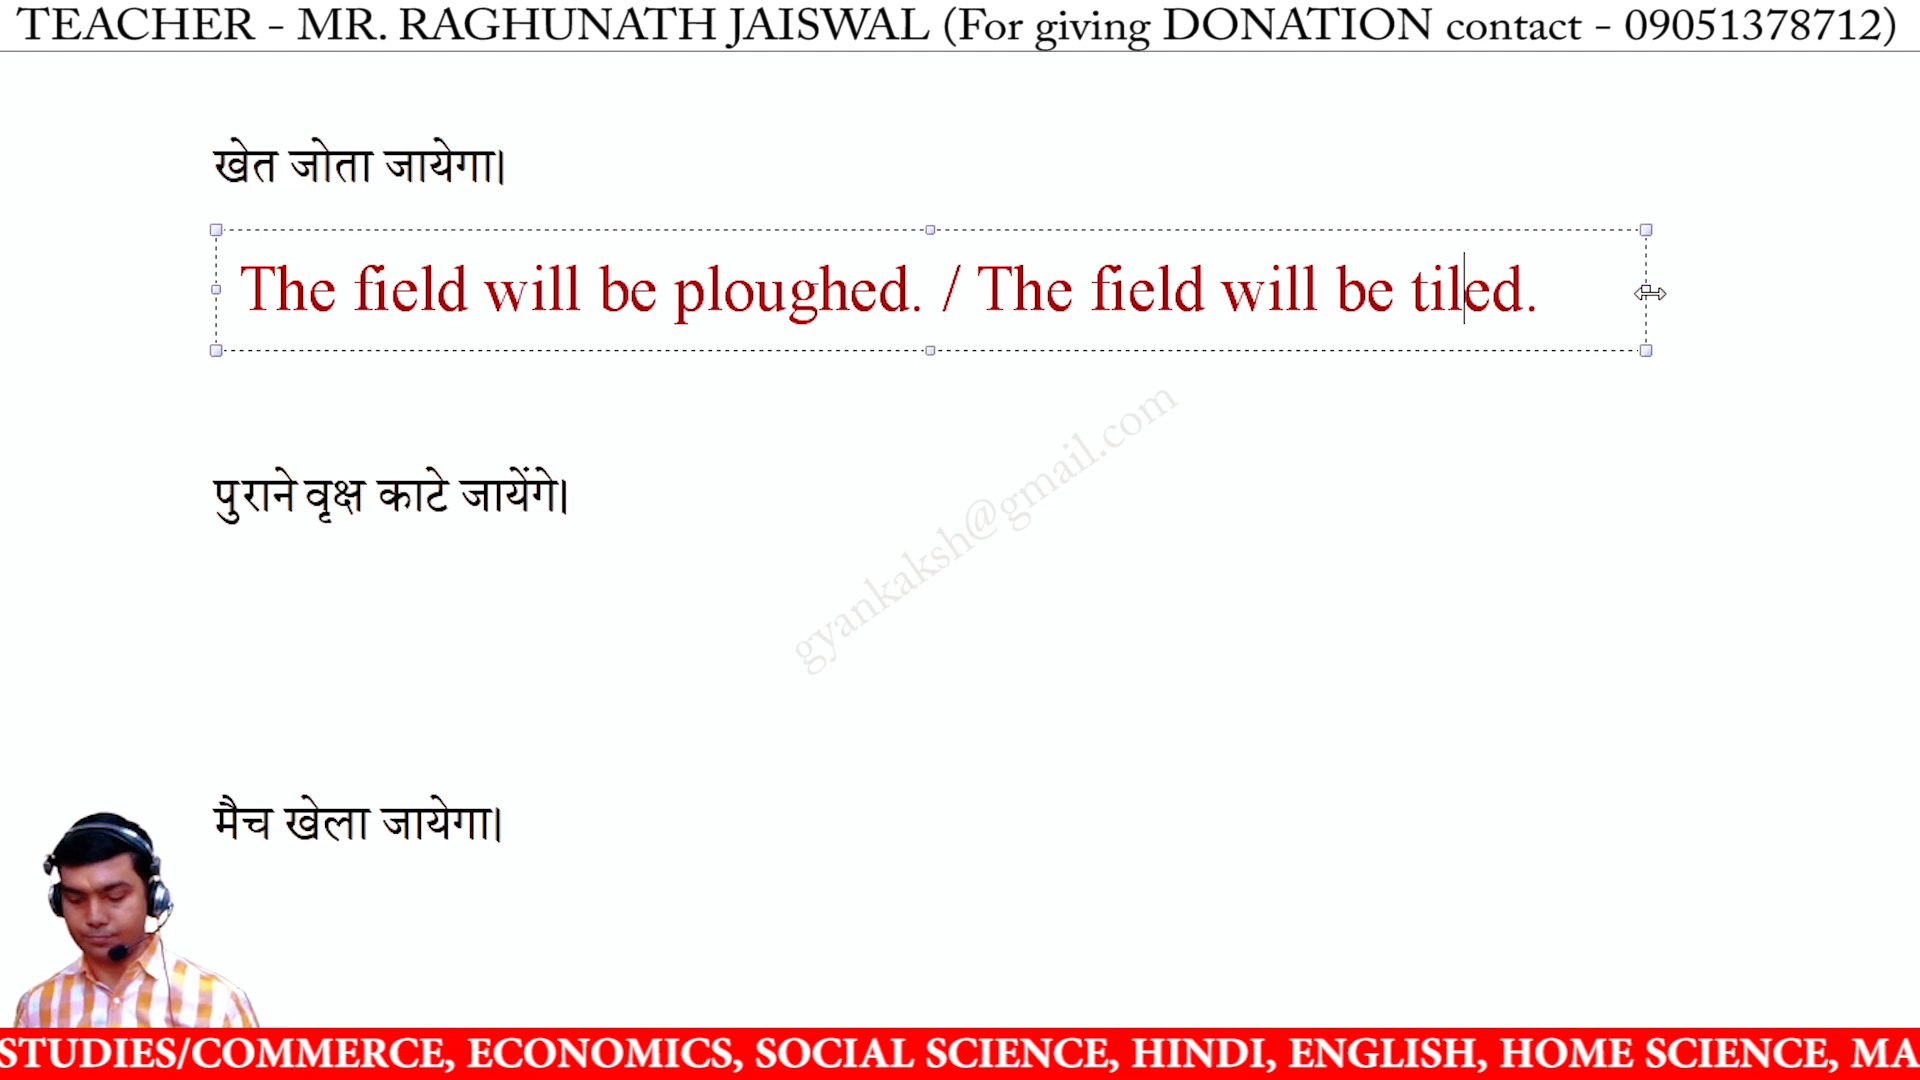 TEACHER - MR. RAGHUNATH JAISWAL (For giving DONATION contact - 09051378712)
खेत जोता जायेगा।
The field will be ploughed. / The field will be tiled.
gyankaksh@gmail.com
पुराने वृक्ष काटे जायेंगे।
मैच खेला जायेगा।
STUDIES/COMMERCE, ECONOMICS, SOCIAL SCIENCE, HINDI, ENGLISH, HOME SCIENCE, MA